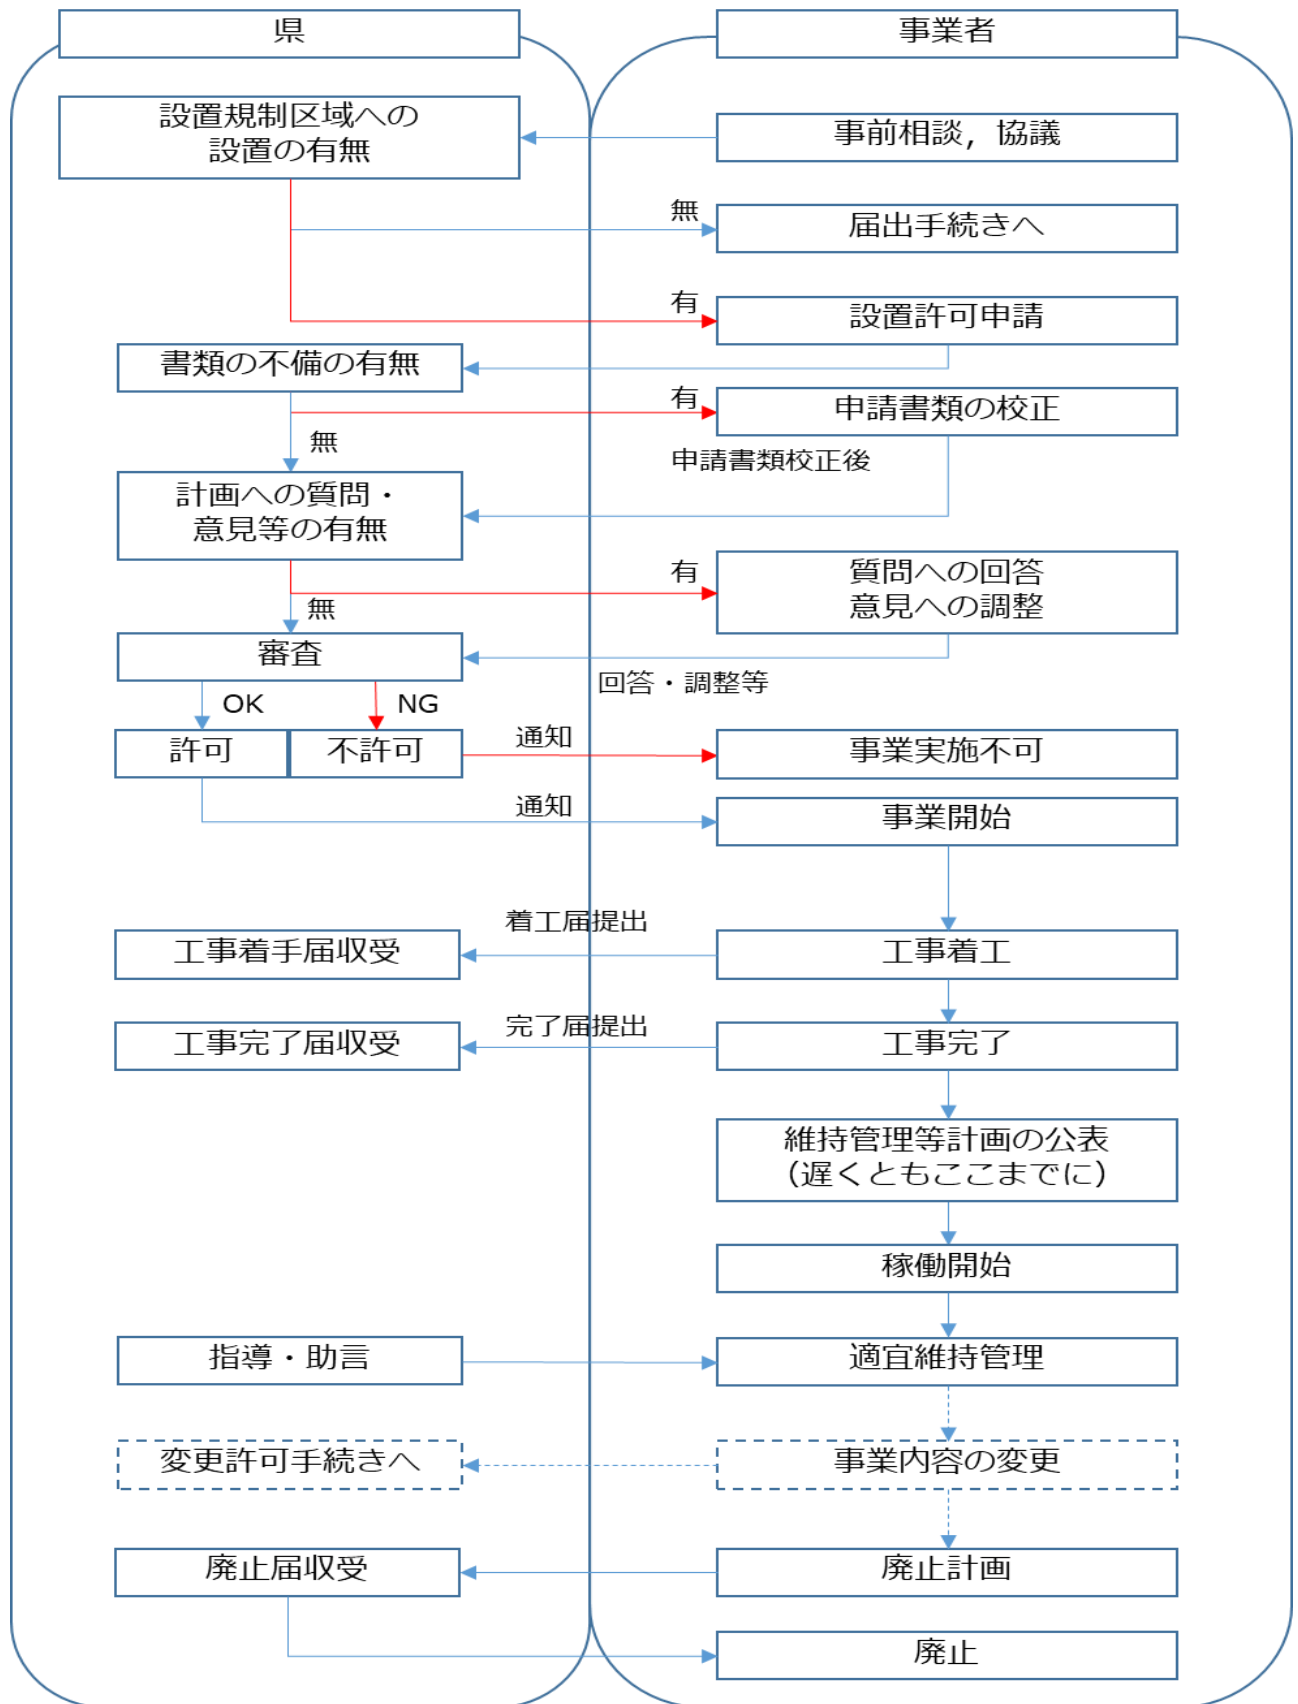 県
事業者
設置規制区域への
設置の有無
事前相談，協議
無
届出手続きへ
有
設置許可申請
書類の不備の有無
有
申請書類の校正
無
申請書類校正後
計画への質問・
意見等の有無
有
質問への回答
意見への調整
無
審査
回答・調整等
OK
NG
許可
不許可
通知
事業実施不可
通知
事業開始
着工届提出
工事着手届収受
工事着工
完了届提出
工事完了届収受
工事完了
維持管理等計画の公表
（遅くともここまでに）
稼働開始
指導・助言
適宜維持管理
変更許可手続きへ
事業内容の変更
廃止届収受
廃止計画
廃止